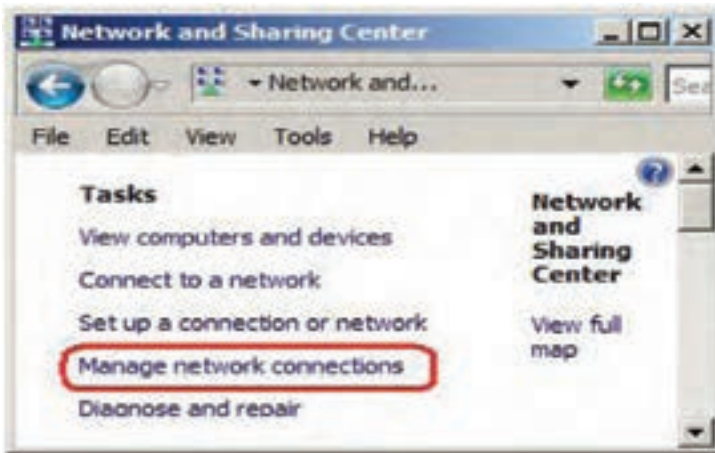 Network and Sharing Center
Network and...
Sea
File Edit View Tools Help
Tasks
View computers and devices
Connect to a network
Set up a connection or network
Manage network connections
Diagnose and repair
Network
and
Sharing
Center
View full
map